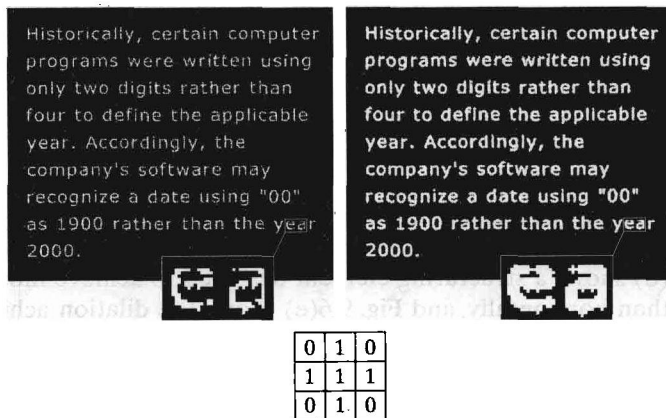 Historically, certain computer
programs were written using
only two digits rather than
four to define the applicable
year. Accordingly, the
company's software may
recognize a date using "00"
as 1900 rather than the year
2000.
e a
Historically, certain computer
programs were written using
only two digits rather than
four to define the applicable
year. Accordingly, the
company's software may
recognize a date using "00"
as 1900 rather than the year
2000.
e a
0 1 0
1 1 1
0 1 0